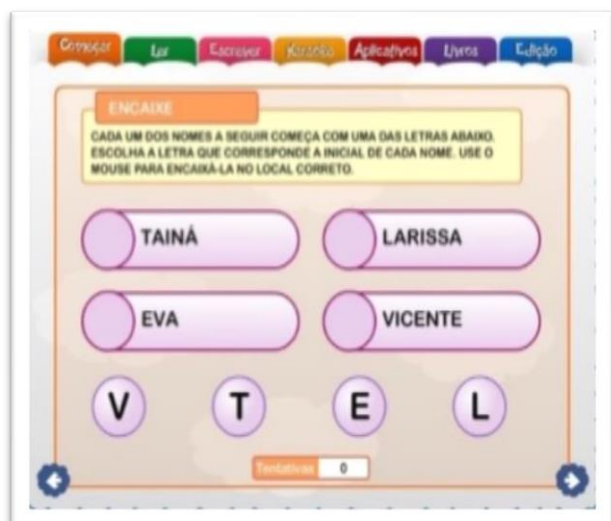 Começar Ler Escrever Karaokê Aplicativos Livros Edição
ENCAIXE
CADA UM DOS NOMES A SEGUIR COMEÇA COM UMA DAS LETRAS ABAIXO.
ESCOLHA A LETRA QUE CORRESPONDE A INICIAL DE CADA NOME. USE O
MOUSE PARA ENCAIXÁ-LA NO LOCAL CORRETO.
TAINÁ LARISSA
EVA VICENTE
V T E L
Tentativas 0